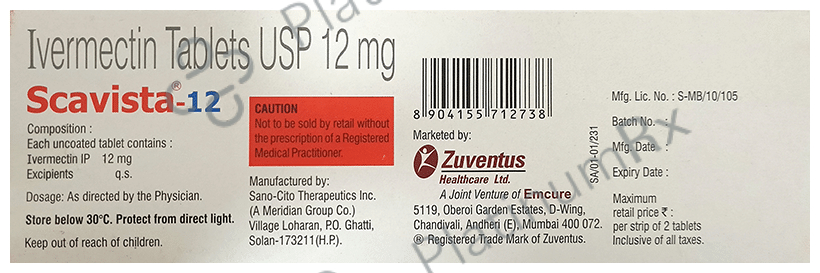 Ivermectin Tablets USP 12 mg
Scavista®-12
Composition :
Each uncoated tablet contains :
Ivermectin IP 12 mg
Excipients q.s.
Dosage: As directed by the Physician.
Store below 30°C. Protect from direct light.
Keep out of reach of children.
CAUTION
Not to be sold by retail without
the prescription of a Registered
Medical Practitioner.
Manufactured by:
Sano-Cito Therapeutics Inc.
(A Meridian Group Co.)
Village Loharan, P.O. Ghatti,
Solan-173211(H.P.).
8 904155 712738
Marketed by:
Zuventus
Healthcare Ltd.
A Joint Venture of Emcure
5119, Oberoi Garden Estates, D-Wing,
Chandivali, Andheri (E), Mumbai 400 072.
® Registered Trade Mark of Zuventus.
SA/01-01/231
Mfg. Lic. No. : S-MB/10/105
Batch No. :
Mfg. Date :
Expiry Date :
Maximum
retail price ₹ :
per strip of 2 tablets
Inclusive of all taxes.
PlatinumRx